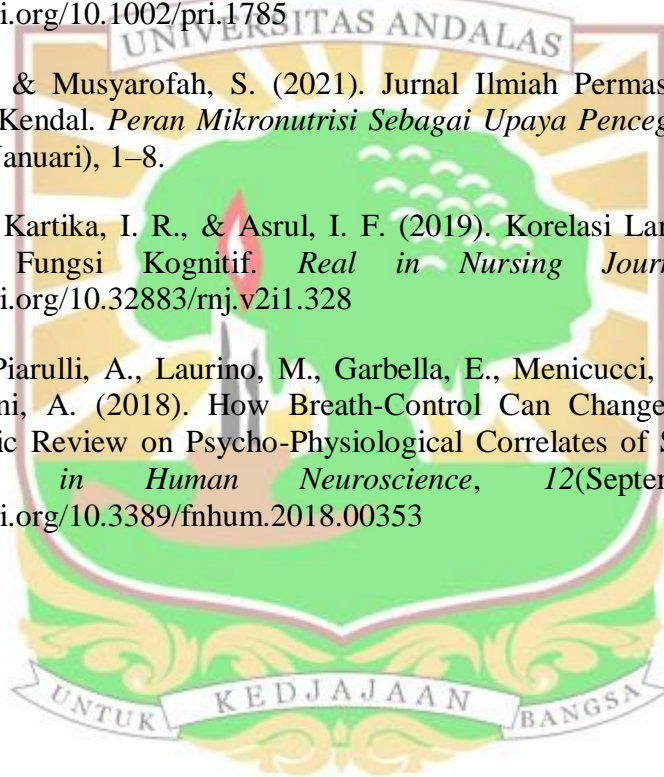 i.org/10.1002/pri.1785
UNIVERSITAS ANDALAS
& Musyarofah, S. (2021). Jurnal Ilmiah Permas
Kendal. Peran Mikronutrisi Sebagai Upaya Penceg
Januari), 1–8.
Kartika, I. R., & Asrul, I. F. (2019). Korelasi Lan
Fungsi Kognitif. Real in Nursing Journ
i.org/10.32883/rnj.v2i1.328
Piarulli, A., Laurino, M., Garbella, E., Menicucci,
ni, A. (2018). How Breath-Control Can Change
ic Review on Psycho-Physiological Correlates of S
in Human Neuroscience, 12(Septem
i.org/10.3389/fnhum.2018.00353
UNTUK KEDJAJAAN BANGSA